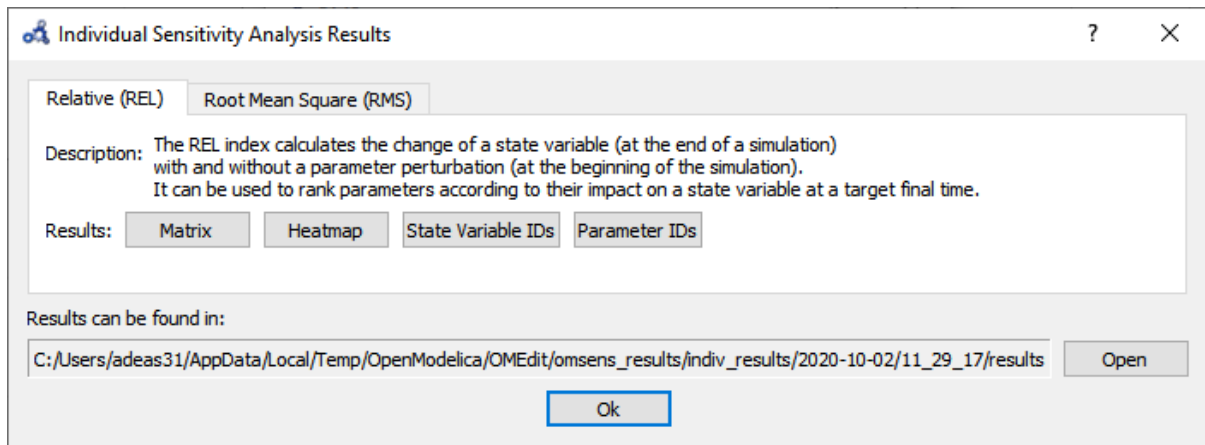 Individual Sensitivity Analysis Results ?
Relative (REL) Root Mean Square (RMS)
Description: The REL index calculates the change of a state variable (at the end of a simulation)
with and without a parameter perturbation (at the beginning of the simulation).
It can be used to rank parameters according to their impact on a state variable at a target final time.
Results: Matrix Heatmap State Variable IDs Parameter IDs
Results can be found in:
C:/Users/adeas31/AppData/Local/Temp/OpenModelica/OMEdit/omsens_results/indiv_results/2020-10-02/11_29_17/results Open
Ok